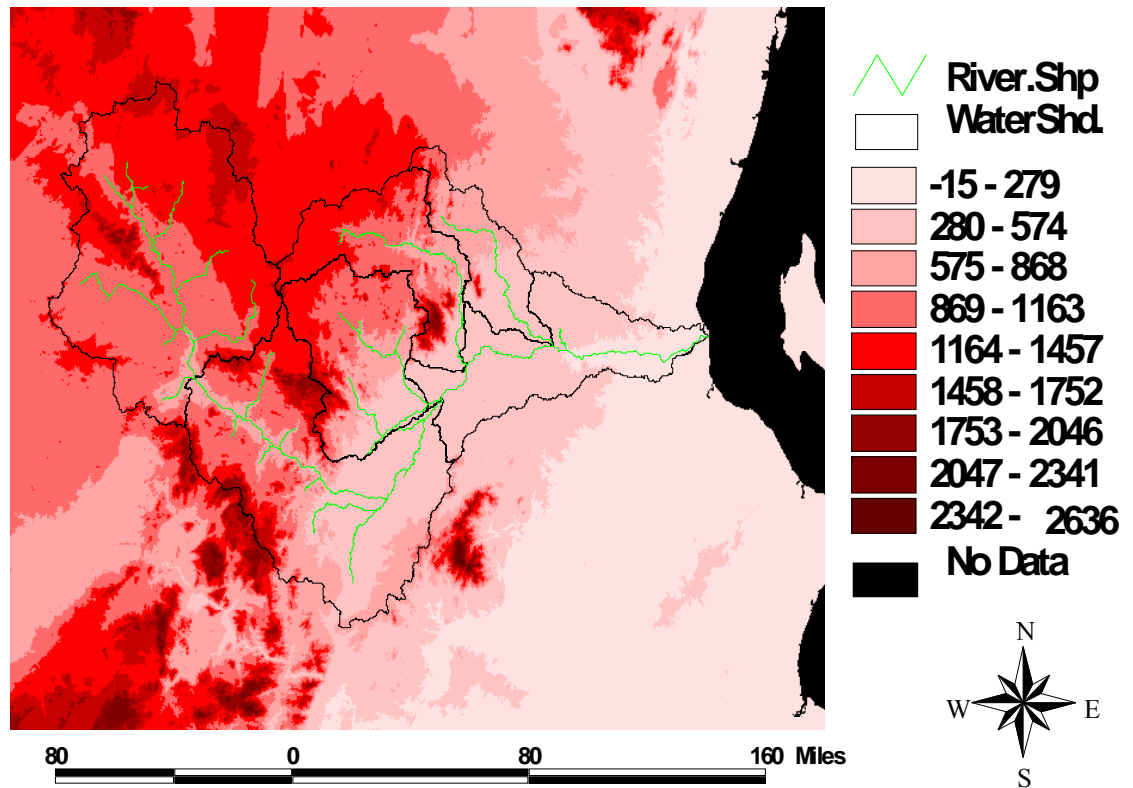 River.Shp
WaterShd.
-15 - 279
280 - 574
575 - 868
869 - 1163
1164 - 1457
1458 - 1752
1753 - 2046
2047 - 2341
2342 - 2636
No Data
N
W E
S
80 0 80 160 Miles